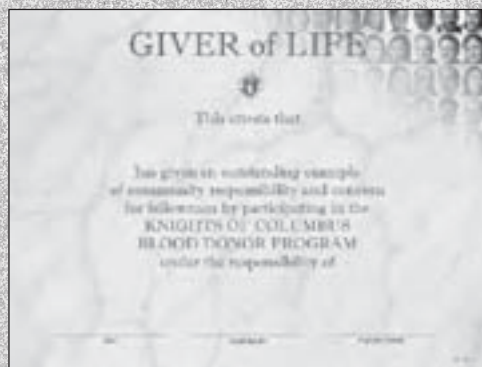 GIVER of LIFE
This attests that
has given an outstanding example
of community responsibility and concern
for fellowman by participating in the
KNIGHTS OF COLUMBUS
BLOOD DONOR PROGRAM
under the responsibility of